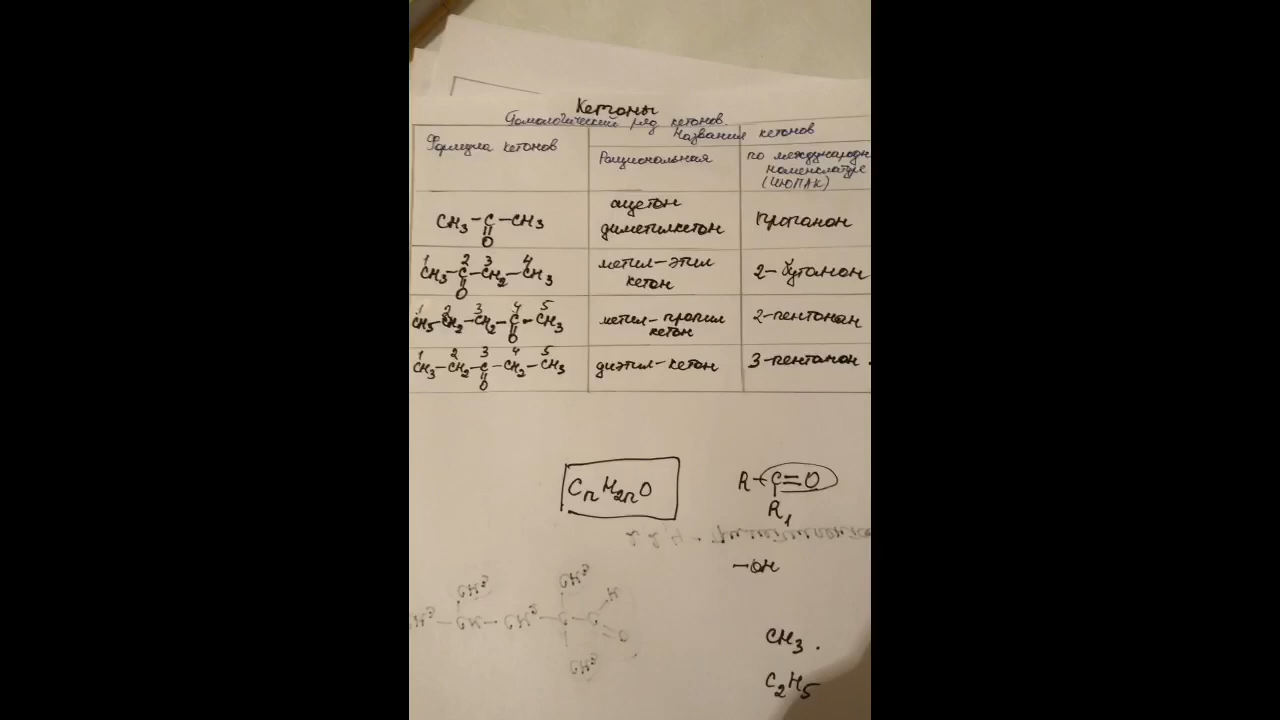 Кетоны
Гомологический ряд кетонов.
Названия кетонов
Формула кетонов
Рациональная
по международн
номенклатуре
(ИЮПАК)
CH3-C-CH3
O
ацетон
диметилкетон
Пропанон
1 2 3 4
CH3-C-CH2-CH3
O
метил-этил
кетон
2-бутанон
1 2 3 4 5
CH3-CH2-CH2-C-CH3
O
метил-пропил
кетон
2-пентанон
1 2 3 4 5
CH3-CH2-C-CH2-CH3
O
диэтил-кетон
3-пентанон
CnH2nO
R-C=O
R1
-OH
CH3.
C2H5